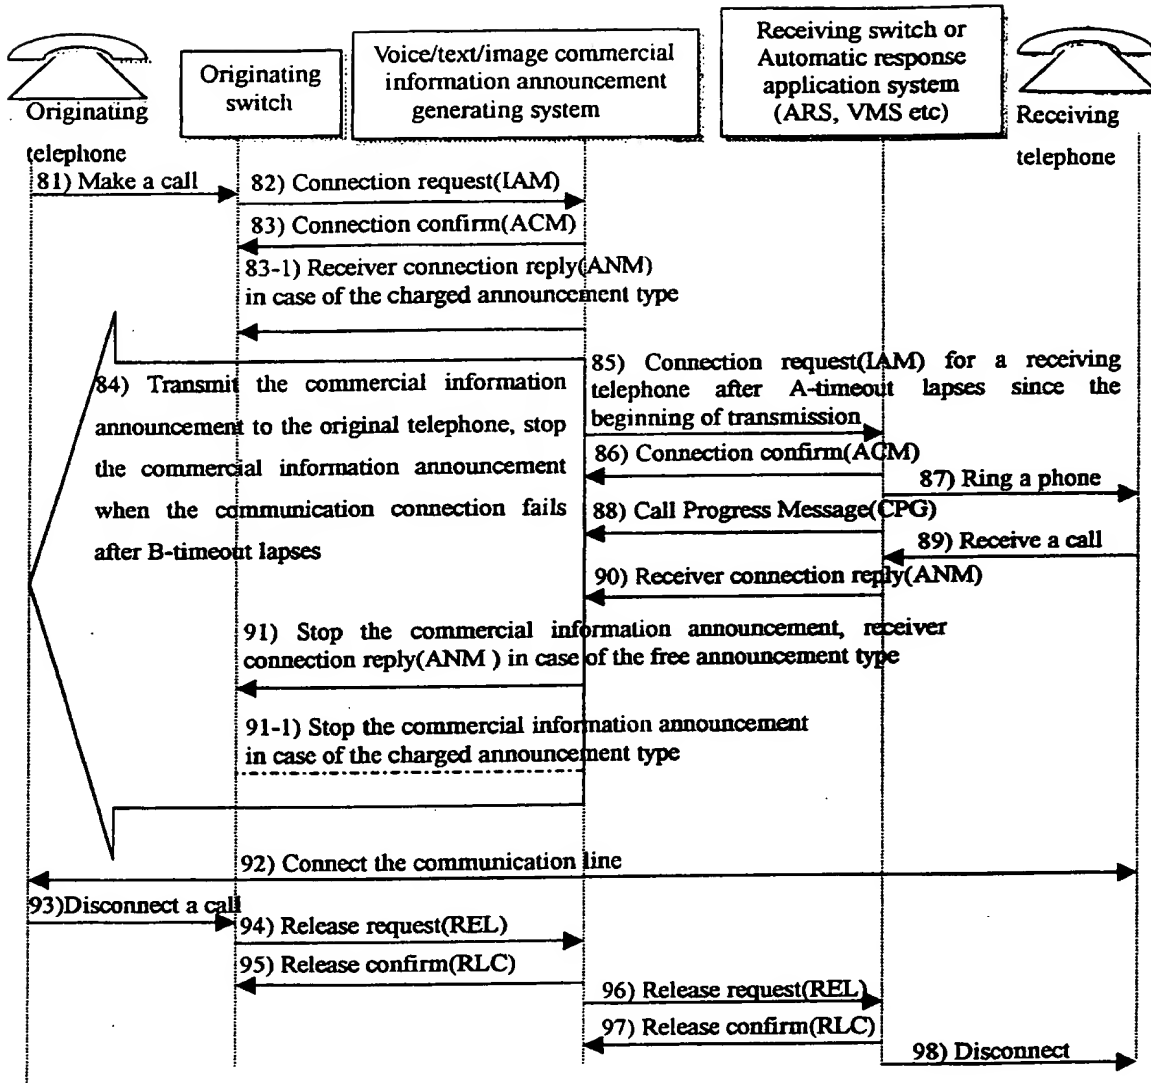 Originating
telephone
Originating
switch
Voice/text/image commercial
information announcement
generating system
Receiving switch or
Automatic response
application system
(ARS, VMS etc)
Receiving
telephone
81) Make a call
82) Connection request(IAM)
83) Connection confirm(ACM)
83-1) Receiver connection reply(ANM)
in case of the charged announcement type
84) Transmit the commercial information
announcement to the original telephone, stop
the commercial information announcement
when the communication connection fails
after B-timeout lapses
85) Connection request(IAM) for a receiving
telephone after A-timeout lapses since the
beginning of transmission
86) Connection confirm(ACM)
87) Ring a phone
88) Call Progress Message(CPG)
89) Receive a call
90) Receiver connection reply(ANM)
91) Stop the commercial information announcement, receiver
connection reply(ANM ) in case of the free announcement type
91-1) Stop the commercial information announcement
in case of the charged announcement type
92) Connect the communication line
93)Disconnect a call
94) Release request(REL)
95) Release confirm(RLC)
96) Release request(REL)
97) Release confirm(RLC)
98) Disconnect